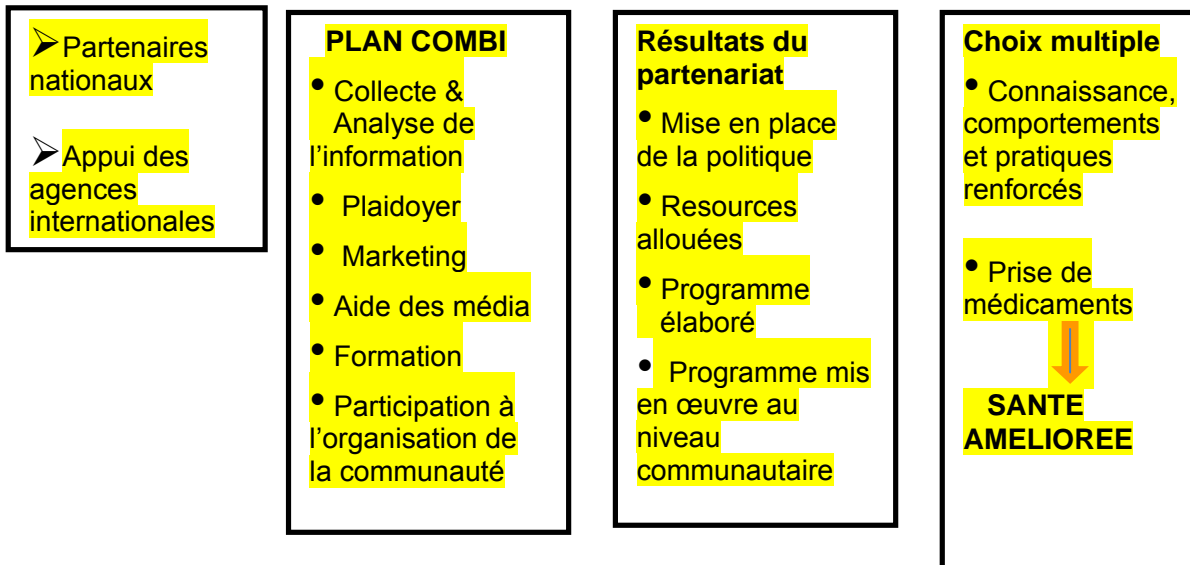 ➢Partenaires
nationaux
➢Appui des
agences
internationales
PLAN COMBI
• Collecte &
Analyse de
l’information
• Plaidoyer
• Marketing
• Aide des média
• Formation
• Participation à
l’organisation de
la communauté
Résultats du
partenariat
• Mise en place
de la politique
• Resources
allouées
• Programme
élaboré
• Programme mis
en œuvre au
niveau
communautaire
Choix multiple
• Connaissance,
comportements
et pratiques
renforcés
• Prise de
médicaments
SANTE
AMELIOREE